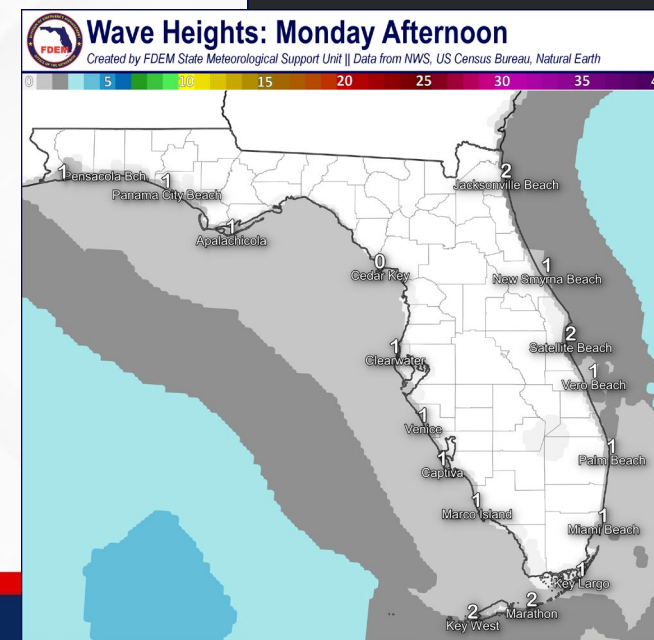 FDEM
Wave Heights: Monday Afternoon
Created by FDEM State Meteorological Support Unit || Data from NWS, US Census Bureau, Natural Earth
0 5 10 15 20 25 30 35 4
2
Jacksonville Beach
1
Pensacola Bch
1
Panama City Beach
1
Apalachicola
0
Cedar Key
1
New Smyrna Beach
2
Satellite Beach
1
Clearwater
1
Vero Beach
1
Venice
1
Captiva
1
Palm Beach
1
Marco Island
1
Miami Beach
1
Key Largo
2
Marathon
2
Key West